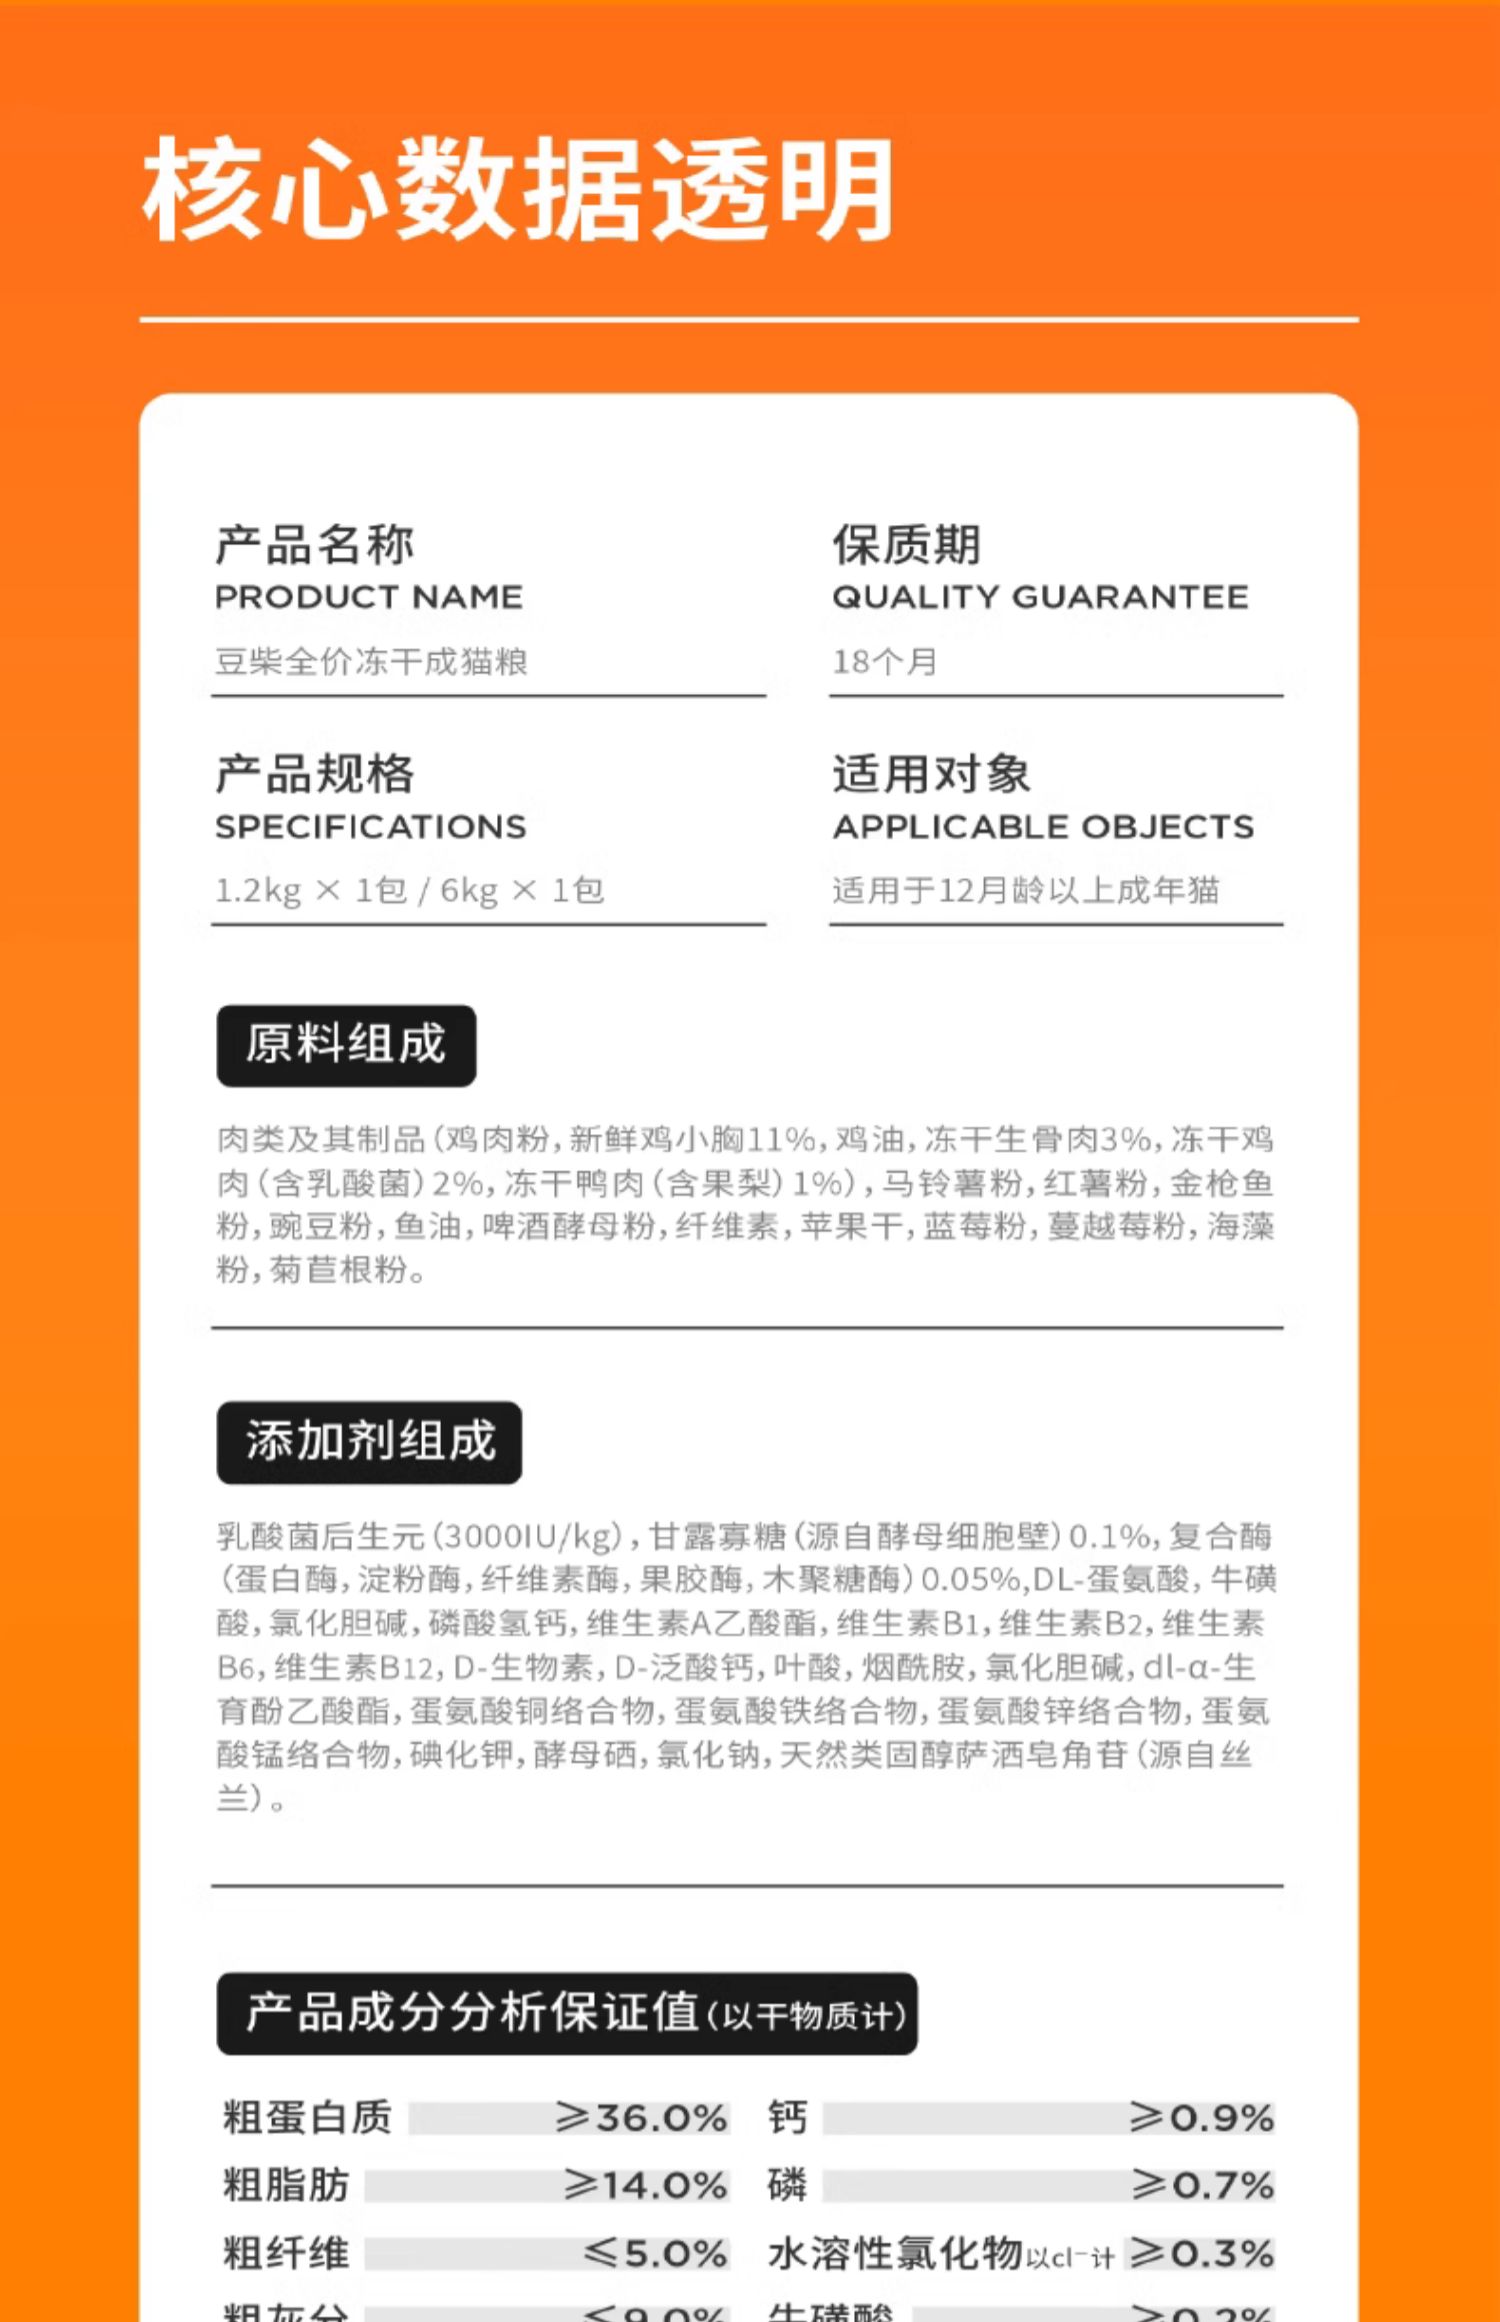 核心数据透明
产品名称
PRODUCT NAME
豆柴全价冻干成猫粮
保质期
QUALITY GUARANTEE
18个月
产品规格
SPECIFICATIONS
1.2kg × 1包 / 6kg × 1包
适用对象
APPLICABLE OBJECTS
适用于12月龄以上成年猫
原料组成
肉类及其制品（鸡肉粉，新鲜鸡小胸11%，鸡油，冻干生骨肉3%，冻干鸡
肉（含乳酸菌）2%，冻干鸭肉（含果梨）1%），马铃薯粉，红薯粉，金枪鱼
粉，豌豆粉，鱼油，啤酒酵母粉，纤维素，苹果干，蓝莓粉，蔓越莓粉，海藻
粉，菊苣根粉。
添加剂组成
乳酸菌后生元（3000IU/kg），甘露寡糖（源自酵母细胞壁）0.1%，复合酶
（蛋白酶，淀粉酶，纤维素酶，果胶酶，木聚糖酶）0.05%,DL-蛋氨酸，牛磺
酸，氯化胆碱，磷酸氢钙，维生素A乙酸酯，维生素B1，维生素B2，维生素
B6，维生素B12，D-生物素，D-泛酸钙，叶酸，烟酰胺，氯化胆碱，dl-α-生
育酚乙酸酯，蛋氨酸铜络合物，蛋氨酸铁络合物，蛋氨酸锌络合物，蛋氨
酸锰络合物，碘化钾，酵母硒，氯化钠，天然类固醇萨洒皂角苷（源自丝
兰）。
产品成分分析保证值（以干物质计）
粗蛋白质 ⩾36.0% 钙 ⩾0.9%
粗脂肪 ⩾14.0% 磷 ⩾0.7%
粗纤维 ⩽5.0% 水溶性氯化物以cl⁻计 ⩾0.3%
粗灰分 ⩽9.0% 牛磺酸 ⩾0.2%